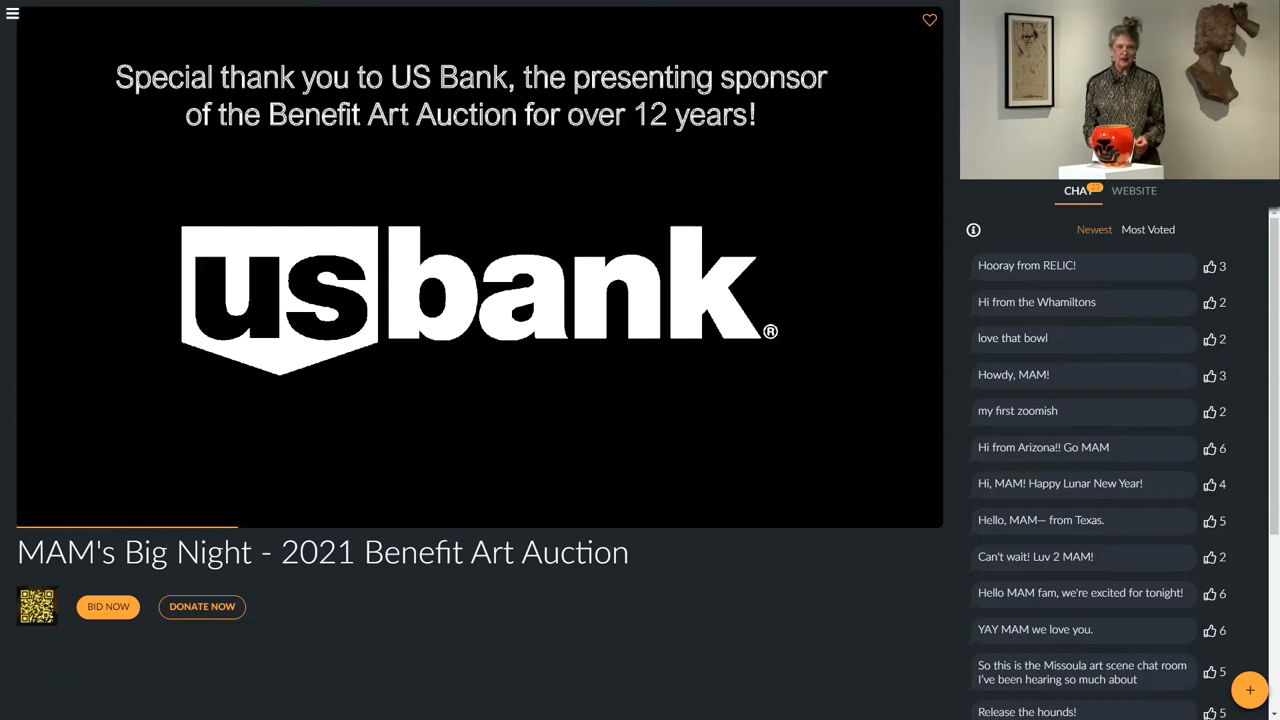 Special thank you to US Bank, the presenting sponsor
of the Benefit Art Auction for over 12 years!
usbank®
MAM's Big Night - 2021 Benefit Art Auction
BID NOW
DONATE NOW
CHAT 23
WEBSITE
Newest
Most Voted
Hooray from RELIC!
3
Hi from the Whamiltons
2
love that bowl
2
Howdy, MAM!
3
my first zoomish
2
Hi from Arizona!! Go MAM
6
Hi, MAM! Happy Lunar New Year!
4
Hello, MAM— from Texas.
5
Can't wait! Luv 2 MAM!
2
Hello MAM fam, we're excited for tonight!
6
YAY MAM we love you.
6
So this is the Missoula art scene chat room
I've been hearing so much about
5
Release the hounds!
5